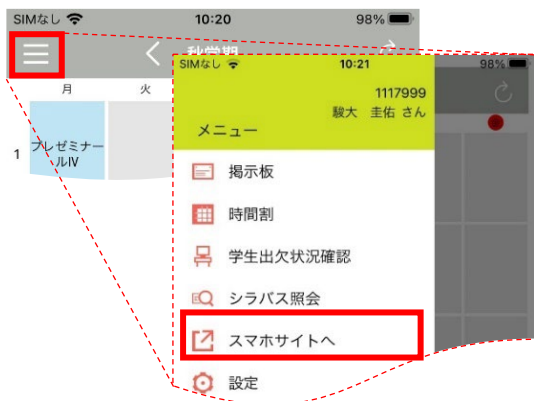 SIMなし 10:20 98%
秋学期
月 火
1 プレゼミナー
ルIV
SIMなし 10:21 98%
1117999
駿大 圭佑 さん
メニュー
掲示板
時間割
学生出欠状況確認
シラバス照会
スマホサイトへ
設定